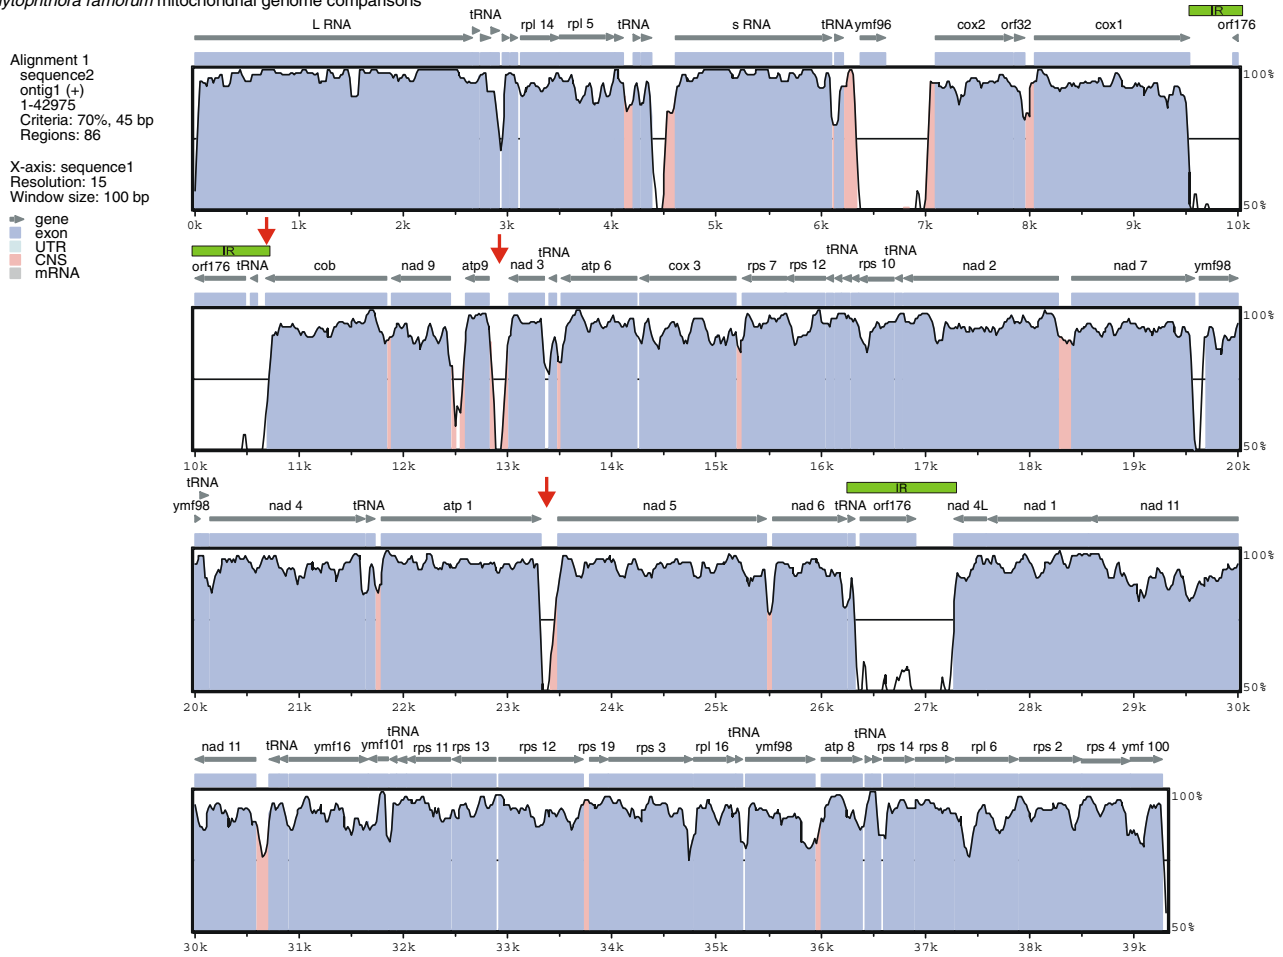 mitochondrial genome comparisons
Alignment 1
sequence2
ontig1 (+)
1-42975
Criteria: 70%, 45 bp
Regions: 86
X-axis: sequence1
Resolution: 15
Window size: 100 bp
gene
exon
UTR
CNS
mRNA
L RNA tRNA rpl 14 rpl 5 tRNA s RNA tRNA ymf96 cox2 orf32 cox1 IR orf176
100%
50%
0k 1k 2k 3k 4k 5k 6k 7k 8k 9k 10k
IR
orf176 tRNA cob nad 9 atp9 nad 3 tRNA atp 6 cox 3 rps 7 rps 12 tRNA rps 10 tRNA nad 2 nad 7 ymf98
100%
50%
10k 11k 12k 13k 14k 15k 16k 17k 18k 19k 20k
tRNA IR
ymf98 nad 4 tRNA atp 1 nad 5 nad 6 tRNA orf176 nad 4L nad 1 nad 11
100%
50%
20k 21k 22k 23k 24k 25k 26k 27k 28k 29k 30k
nad 11 tRNA ymf16 ymf101 tRNA rps 11 rps 13 rps 12 rps 19 rps 3 rpl 16 tRNA ymf98 atp 8 tRNA rps 14 rps 8 rpl 6 rps 2 rps 4 ymf 100
100%
50%
30k 31k 32k 33k 34k 35k 36k 37k 38k 39k